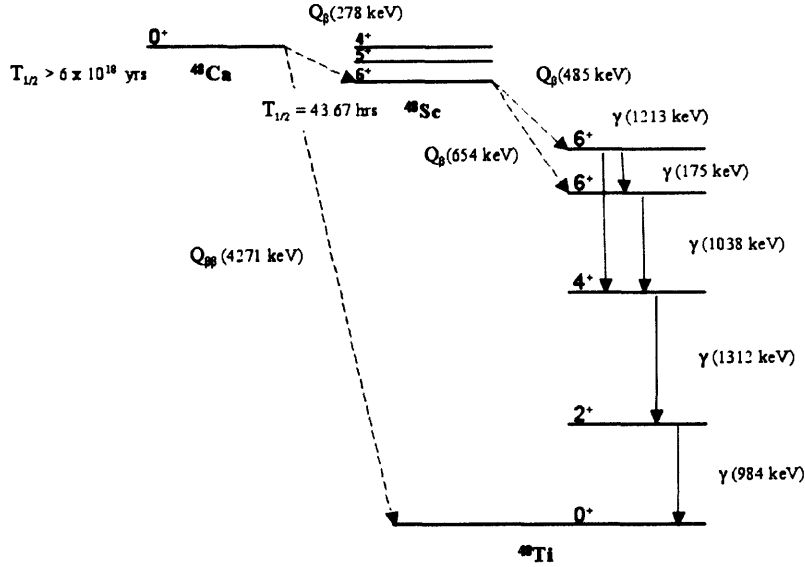 Qβ(278 keV)
0⁺
4⁺
5⁺
6⁺
T1/2 > 6 x 10¹⁸ yrs
⁴⁸Ca
⁴⁸Sc
T1/2 = 43.67 hrs
Qβ(485 keV)
Qβ(654 keV)
6⁺
γ (1213 keV)
γ (175 keV)
6⁺
Qββ (4271 keV)
γ (1038 keV)
4⁺
γ (1312 keV)
2⁺
γ (984 keV)
0⁺
⁴⁸Ti